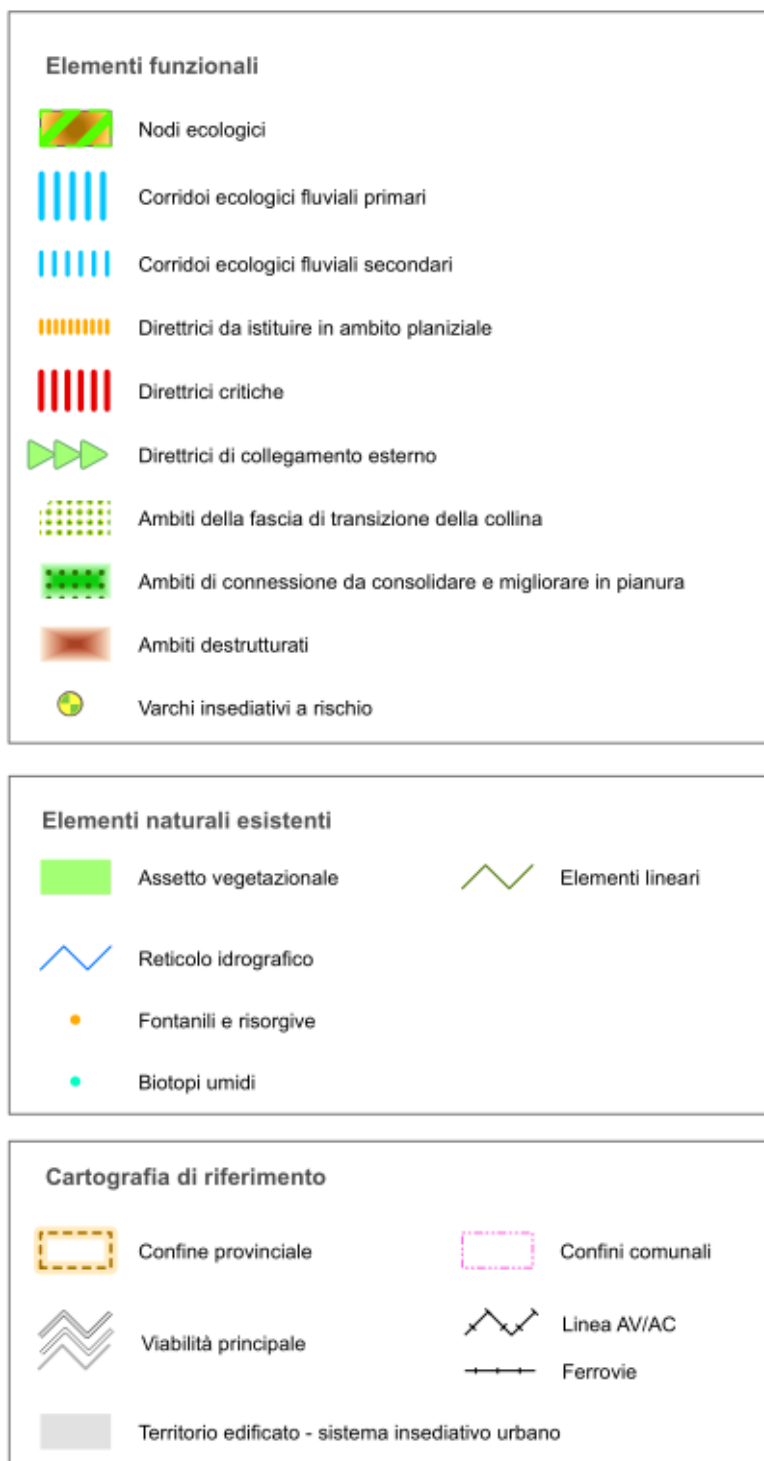 Elementi funzionali
Nodi ecologici
Corridoi ecologici fluviali primari
Corridoi ecologici fluviali secondari
Direttrici da istituire in ambito planiziale
Direttrici critiche
Direttrici di collegamento esterno
Ambiti della fascia di transizione della collina
Ambiti di connessione da consolidare e migliorare in pianura
Ambiti destrutturati
Varchi insediativi a rischio
Elementi naturali esistenti
Assetto vegetazionale
Elementi lineari
Reticolo idrografico
Fontanili e risorgive
Biotopi umidi
Cartografia di riferimento
Confine provinciale
Confini comunali
Viabilità principale
Linea AV/AC
Ferrovie
Territorio edificato - sistema insediativo urbano